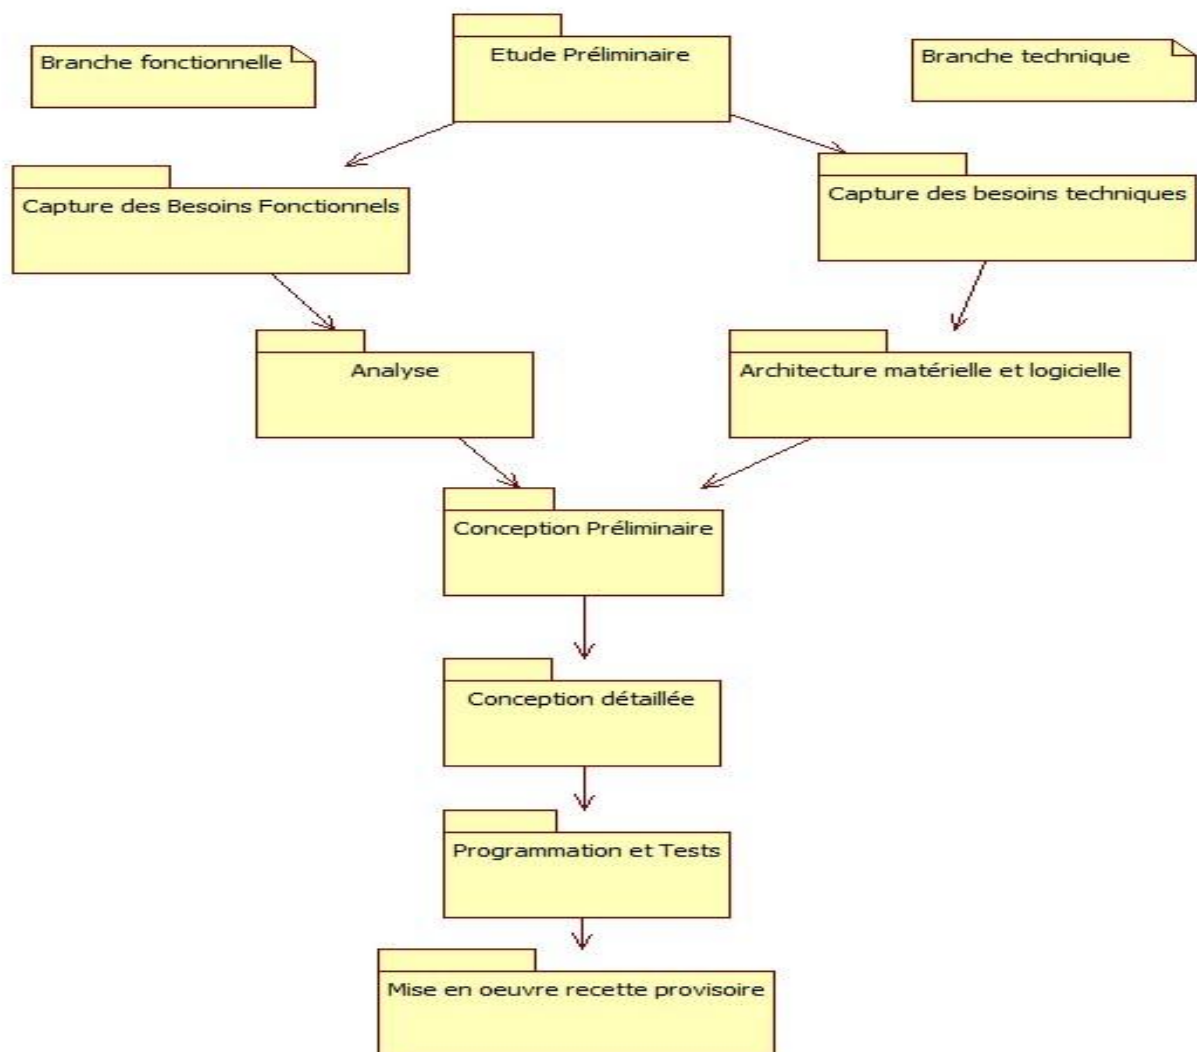 Branche fonctionnelle
Etude Préliminaire
Branche technique
Capture des Besoins Fonctionnels
Capture des besoins techniques
Analyse
Architecture matérielle et logicielle
Conception Préliminaire
Conception détaillée
Programmation et Tests
Mise en oeuvre recette provisoire